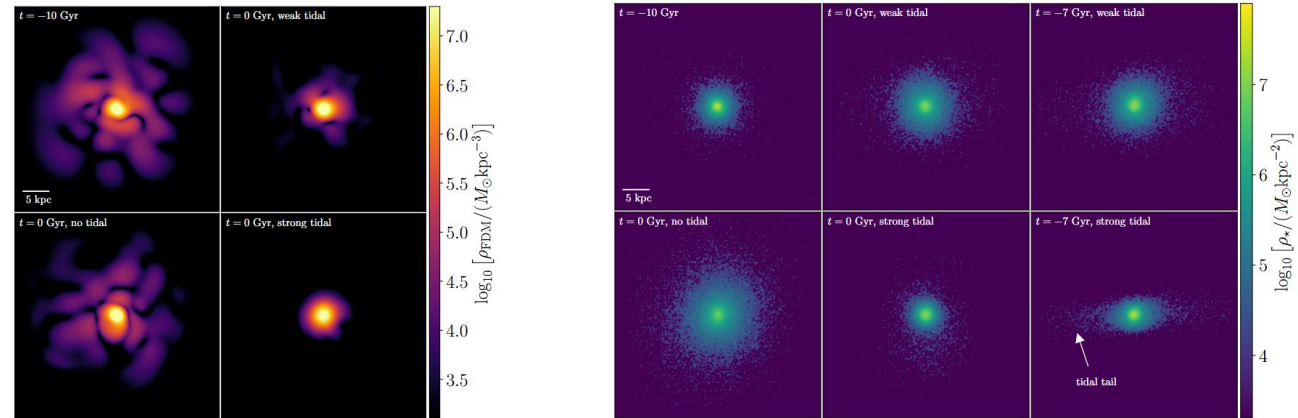 t = −10 Gyr
t = 0 Gyr, weak tidal
5 kpc
t = 0 Gyr, no tidal
t = 0 Gyr, strong tidal
7.0
6.5
6.0
5.5
5.0
4.5
4.0
3.5
log₁₀ [ρFDM/(M⊙kpc⁻³)]
t = −10 Gyr
t = 0 Gyr, weak tidal
t = −7 Gyr, weak tidal
5 kpc
t = 0 Gyr, no tidal
t = 0 Gyr, strong tidal
t = −7 Gyr, strong tidal
tidal tail
7
6
5
4
log₁₀ [ρ⋆/(M⊙kpc⁻²)]